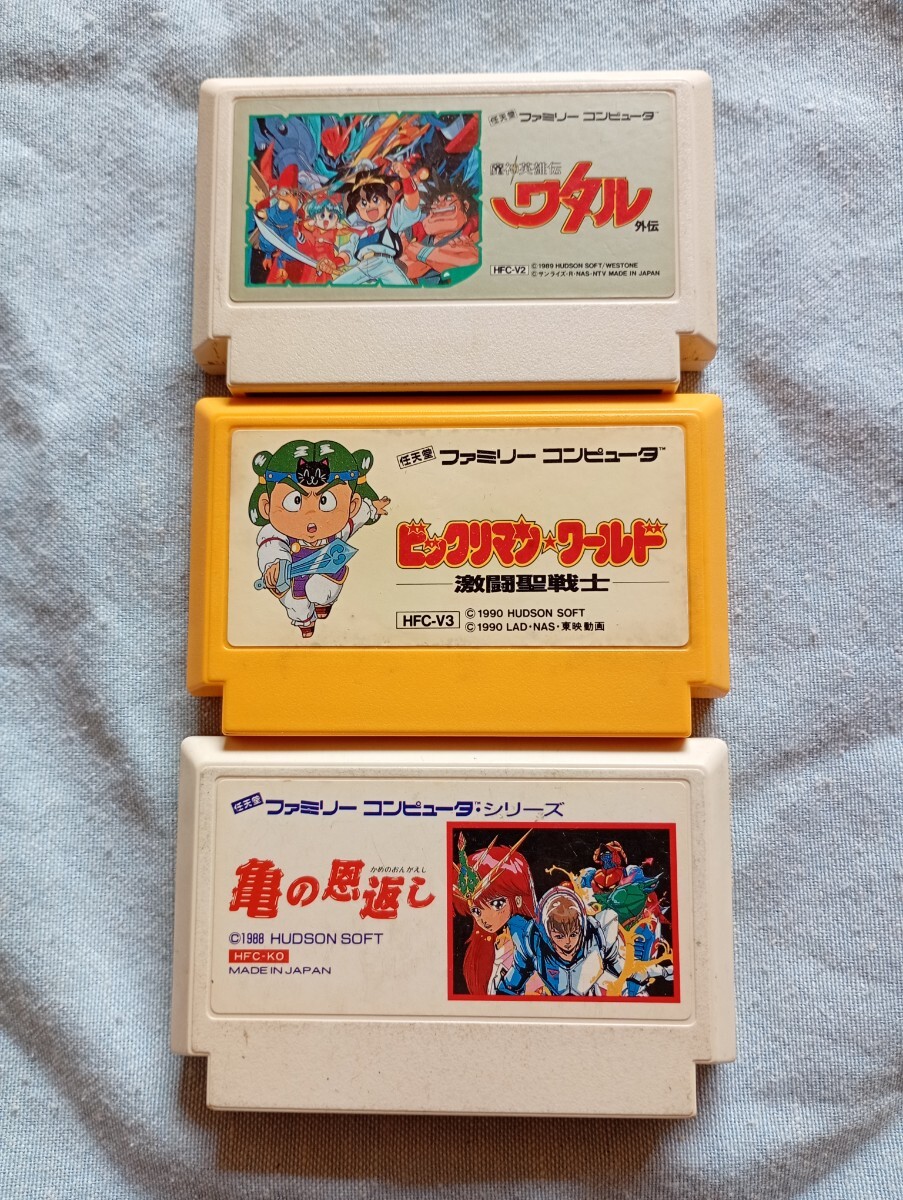 任天堂 ファミリー コンピュータ™
魔神英雄伝
ワタル
外伝
HFC-V2
© 1989 HUDSON SOFT/WESTONE
© サンライズ・R・NAS・NTV MADE IN JAPAN
任天堂 ファミリー コンピュータ™
ビックリマン★ワールド
激闘聖戦士
HFC-V3
© 1990 HUDSON SOFT
© 1990 LAD・NAS・東映動画
任天堂 ファミリー コンピュータ™・シリーズ
かめのおんがえし
亀の恩返し
©1988 HUDSON SOFT
HFC-KO
MADE IN JAPAN